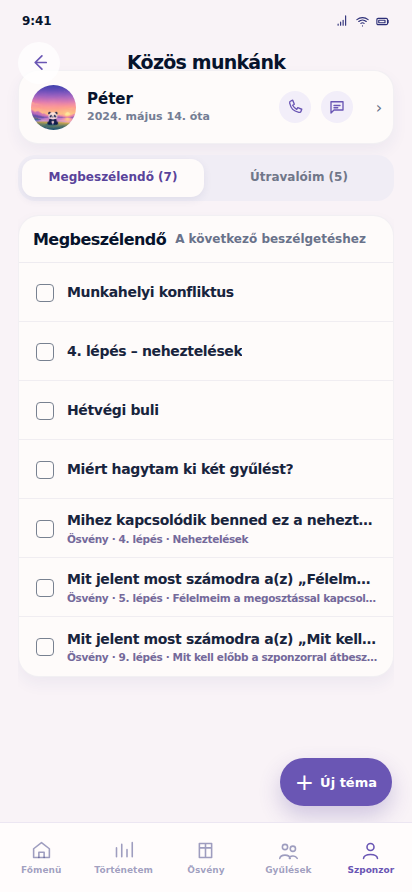 9:41
Közös munkánk
Péter
2024. május 14. óta
Megbeszélendő (7)
Útravalóim (5)
Megbeszélendő A következő beszélgetéshez
Munkahelyi konfliktus
4. lépés – neheztelések
Hétvégi buli
Miért hagytam ki két gyűlést?
Mihez kapcsolódik benned ez a nehezt…
Ösvény · 4. lépés · Neheztelések
Mit jelent most számodra a(z) „Félelm…
Ösvény · 5. lépés · Félelmeim a megosztással kapcsol…
Mit jelent most számodra a(z) „Mit kell…
Ösvény · 9. lépés · Mit kell előbb a szponzorral átbesz…
Új téma
Főmenü
Történetem
Ösvény
Gyűlések
Szponzor